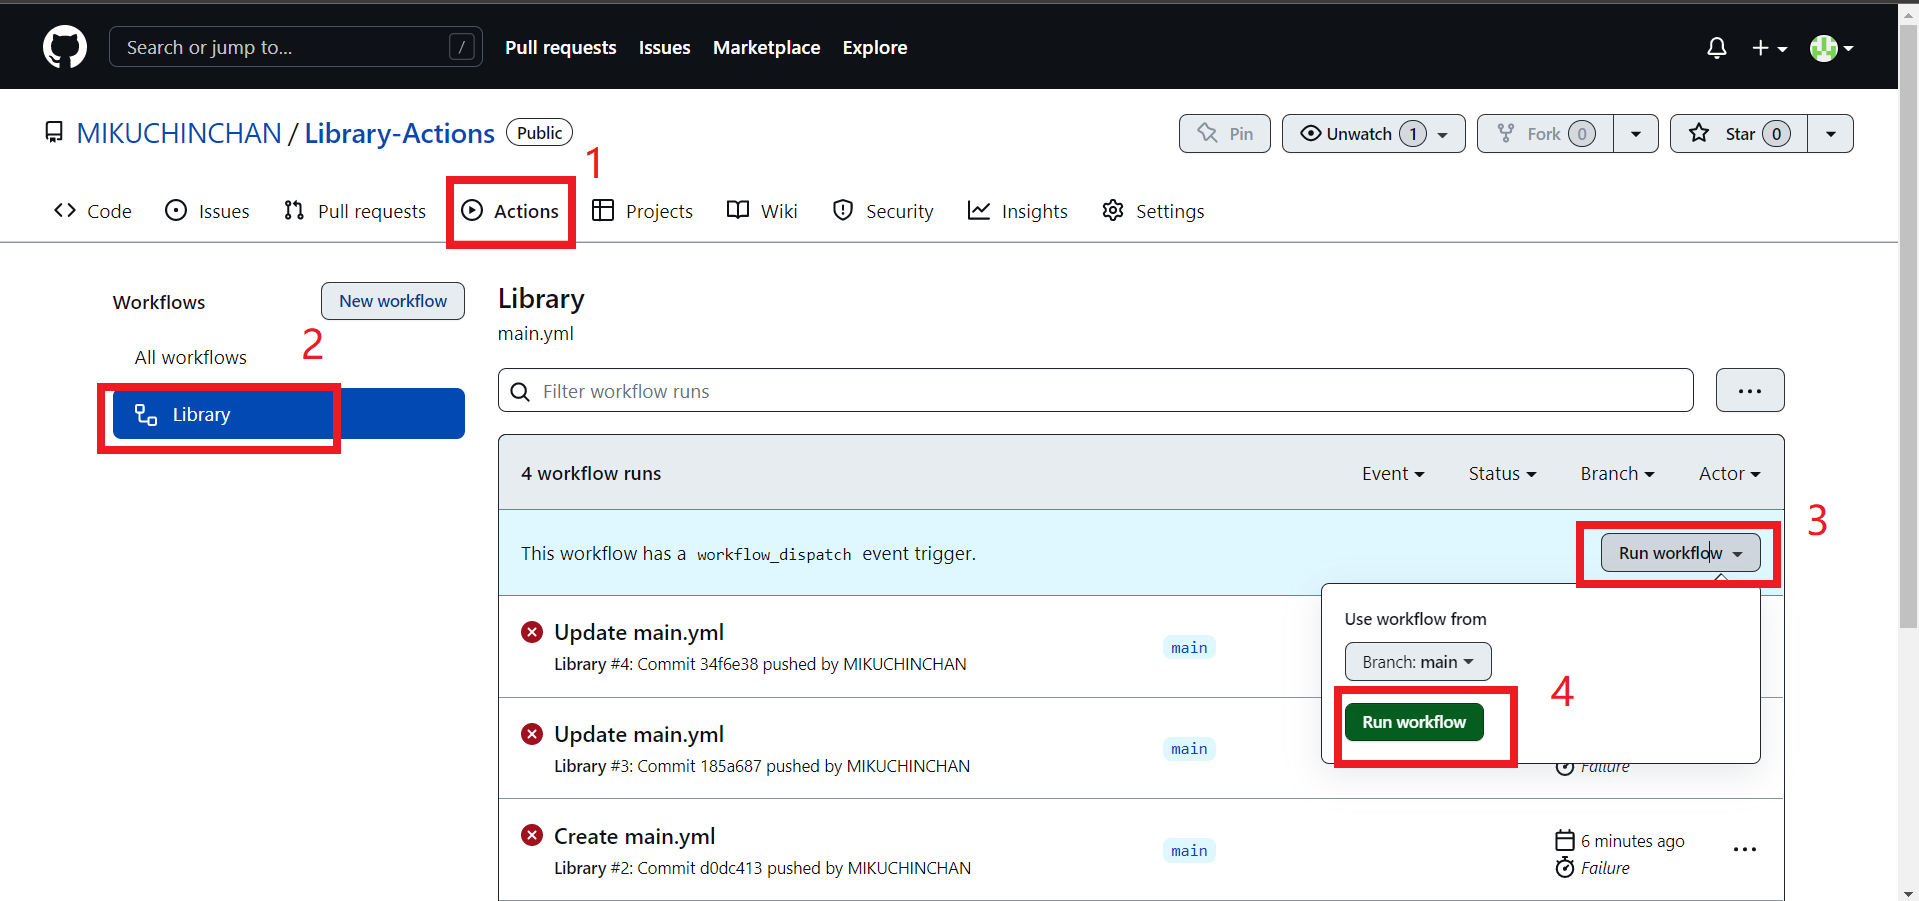 Search or jump to... / Pull requests Issues Marketplace Explore
MIKUCHINCHAN / Library-Actions Public Pin Unwatch 1 Fork 0 Star 0
1
Code Issues Pull requests Actions Projects Wiki Security Insights Settings
Workflows New workflow
2
All workflows
Library
Library
main.yml
Filter workflow runs
4 workflow runs Event Status Branch Actor
3
This workflow has a workflow_dispatch event trigger. Run workflow
Use workflow from
Branch: main
4
Run workflow
Update main.yml
Library #4: Commit 34f6e38 pushed by MIKUCHINCHAN
main
Update main.yml
Library #3: Commit 185a687 pushed by MIKUCHINCHAN
main
Failure
Create main.yml
Library #2: Commit d0dc413 pushed by MIKUCHINCHAN
main
6 minutes ago
Failure